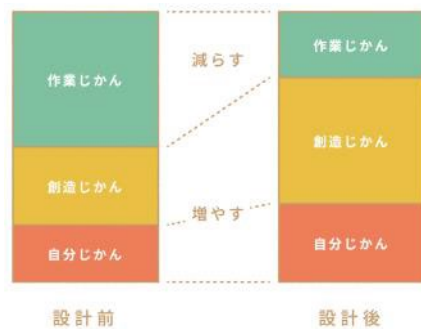 作業じかん
創造じかん
自分じかん
設計前
減らす
増やす
作業じかん
創造じかん
自分じかん
設計後